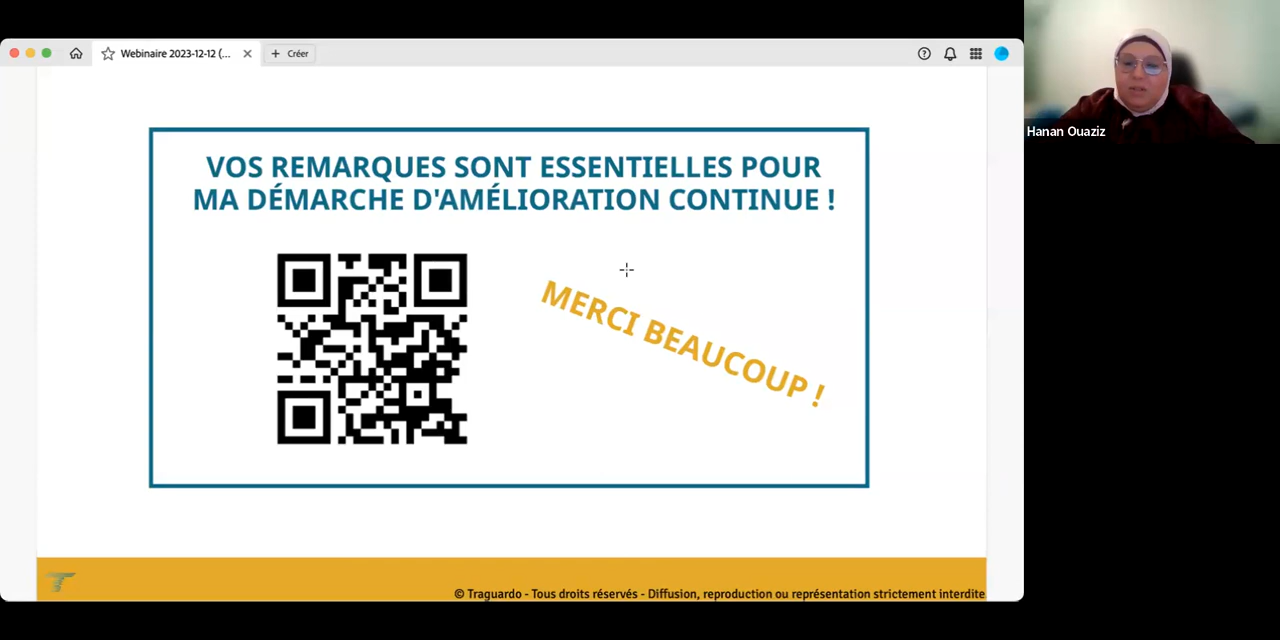 Webinaire 2023-12-12 (...
Créer
Hanan Ouaziz
VOS REMARQUES SONT ESSENTIELLES POUR
MA DÉMARCHE D'AMÉLIORATION CONTINUE !
MERCI BEAUCOUP !
© Traguardo - Tous droits réservés - Diffusion, reproduction ou représentation strictement interdite